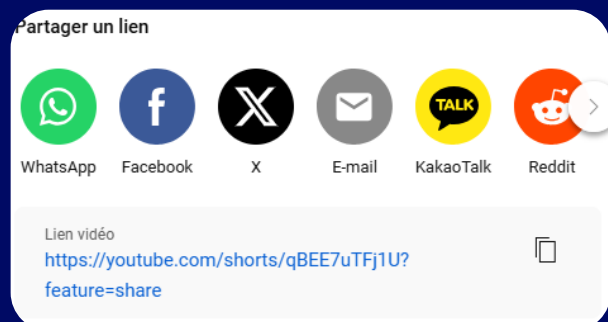 Partager un lien
TALK
WhatsApp Facebook X E-mail KakaoTalk Reddit
Lien vidéo
https://youtube.com/shorts/qBEE7uTFj1U?
feature=share